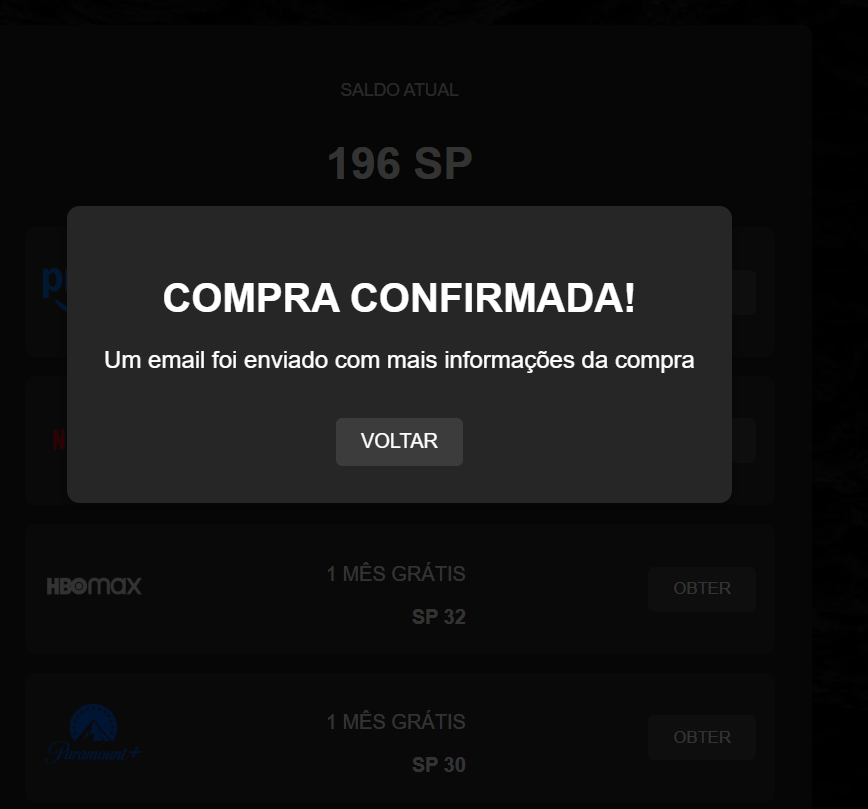 SALDO ATUAL
196 SP
COMPRA CONFIRMADA!
Um email foi enviado com mais informações da compra
VOLTAR
HBOmax
1 MÊS GRÁTIS
OBTER
SP 32
Paramount+
1 MÊS GRÁTIS
OBTER
SP 30